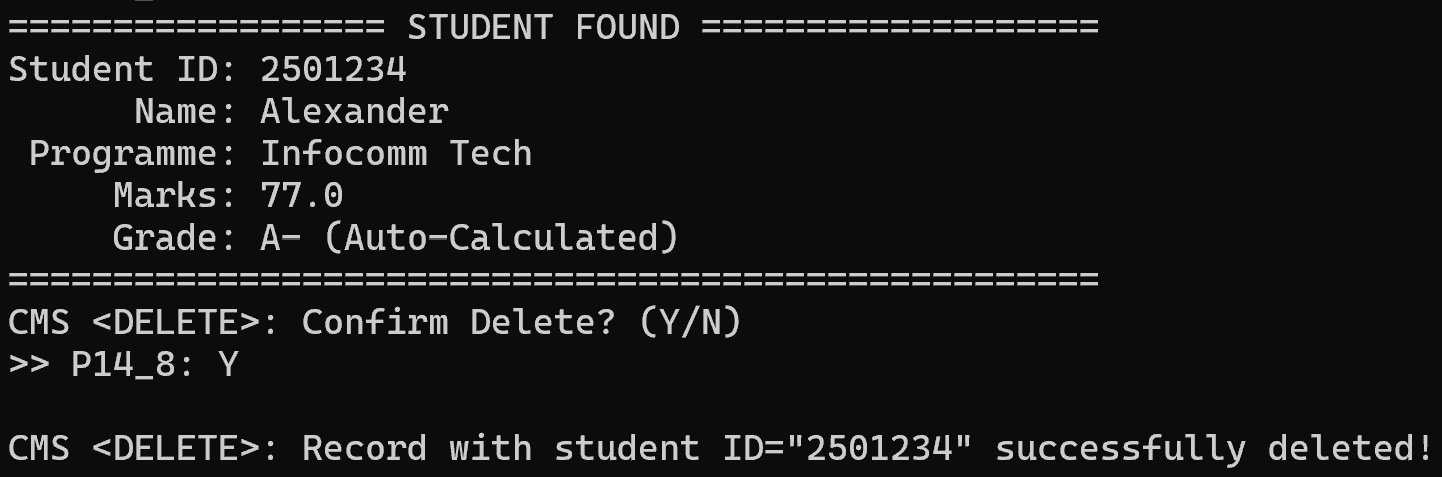 ================== STUDENT FOUND ===================
Student ID: 2501234
      Name: Alexander
 Programme: Infocomm Tech
     Marks: 77.0
     Grade: A- (Auto-Calculated)
====================================================
CMS <DELETE>: Confirm Delete? (Y/N)
>> P14_8: Y

CMS <DELETE>: Record with student ID="2501234" successfully deleted!